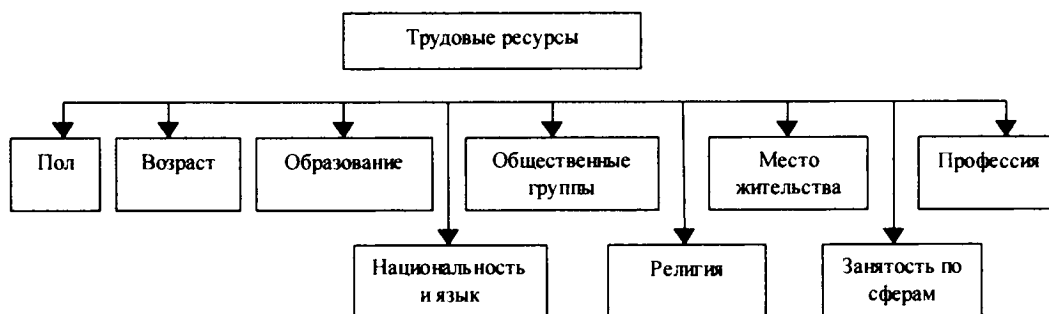 Трудовые ресурсы
Пол
Возраст
Образование
Общественные
группы
Место
жительства
Профессия
Национальность
и язык
Религия
Занятость по
сферам